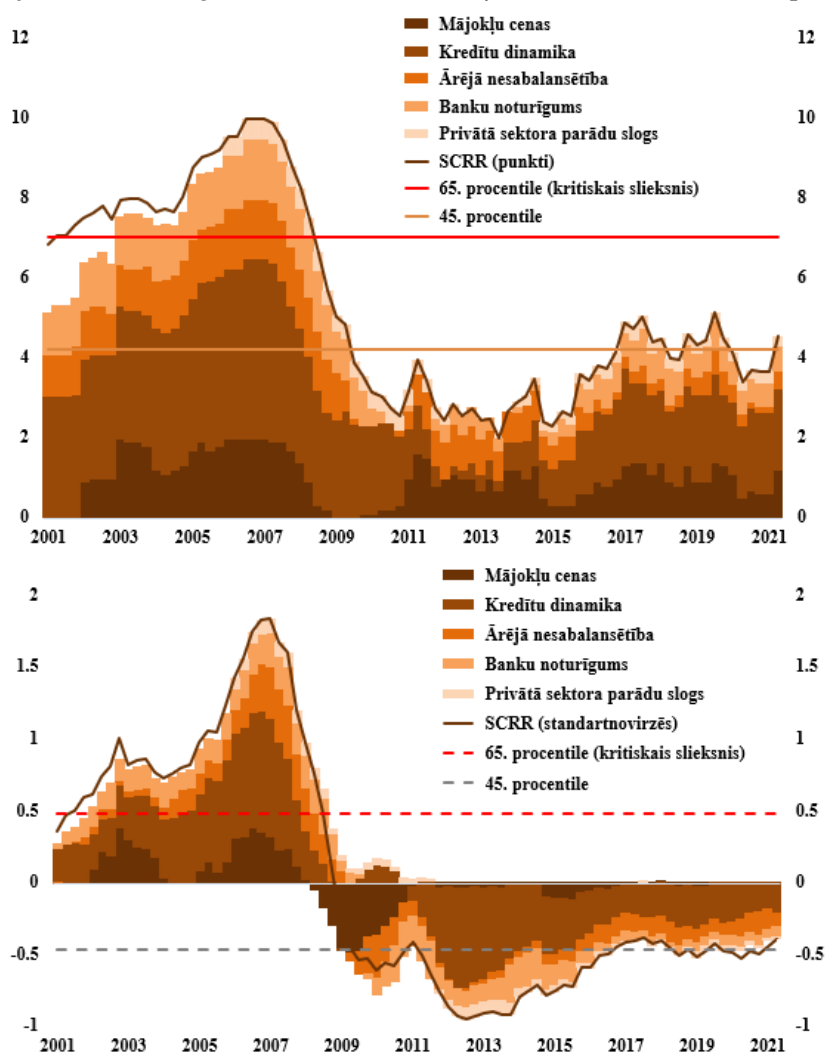 12
12
Mājokļu cenas
Kredītu dinamika
Ārējā nesabalansētība
Banku noturīgums
Privātā sektora parādu slogs
SCRR (punkti)
65. procentile (kritiskais slieksnis)
45. procentile
10
10
8
8
6
6
4
4
2
2
0
0
2001 2003 2005 2007 2009 2011 2013 2015 2017 2019 2021
2
2
Mājokļu cenas
Kredītu dinamika
Ārējā nesabalansētība
Banku noturīgums
Privātā sektora parādu slogs
SCRR (standartnovirzēs)
65. procentile (kritiskais slieksnis)
45. procentile
1.5
1.5
1
1
0.5
0.5
0
0
-0.5
-0.5
-1
-1
2001 2003 2005 2007 2009 2011 2013 2015 2017 2019 2021